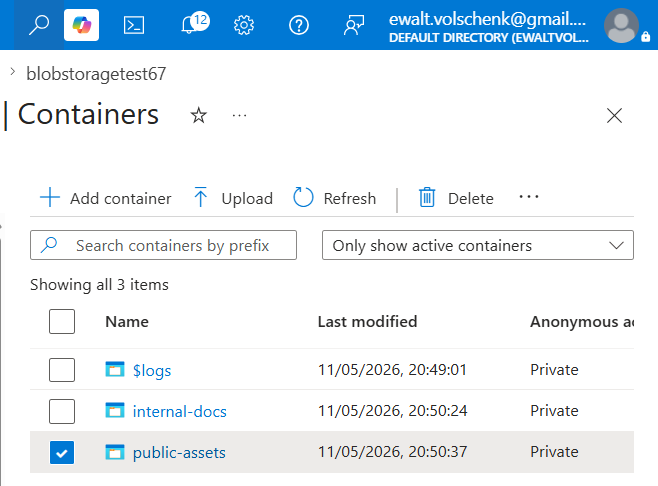 12
ewalt.volschenk@gmail....
DEFAULT DIRECTORY (EWALTVOL...
> blobstoragetest67
| Containers ☆ ...
Add container Upload Refresh | Delete ...
Search containers by prefix Only show active containers
Showing all 3 items
Name Last modified Anonymous ac
$logs 11/05/2026, 20:49:01 Private
internal-docs 11/05/2026, 20:50:24 Private
public-assets 11/05/2026, 20:50:37 Private